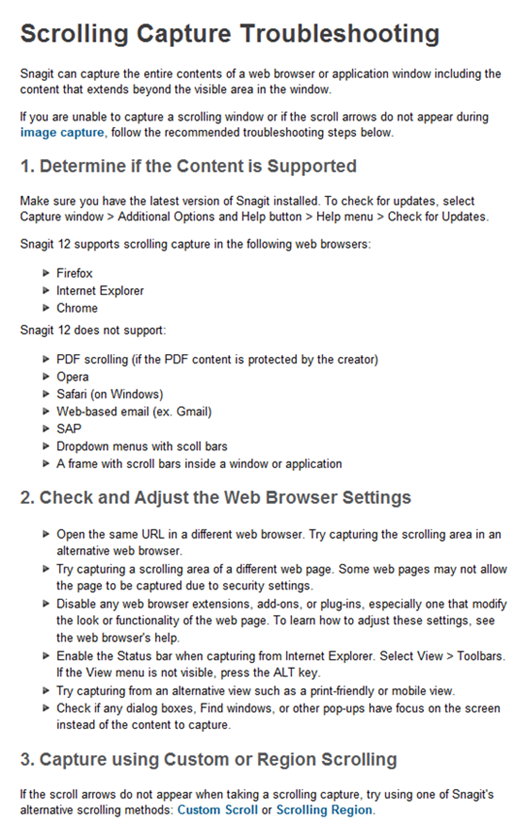 Scrolling Capture Troubleshooting
Snagit can capture the entire contents of a web browser or application window including the
content that extends beyond the visible area in the window.
If you are unable to capture a scrolling window or if the scroll arrows do not appear during
image capture, follow the recommended troubleshooting steps below.
1. Determine if the Content is Supported
Make sure you have the latest version of Snagit installed. To check for updates, select
Capture window > Additional Options and Help button > Help menu > Check for Updates.
Snagit 12 supports scrolling capture in the following web browsers:
Firefox
Internet Explorer
Chrome
Snagit 12 does not support:
PDF scrolling (if the PDF content is protected by the creator)
Opera
Safari (on Windows)
Web-based email (ex. Gmail)
SAP
Dropdown menus with scoll bars
A frame with scroll bars inside a window or application
2. Check and Adjust the Web Browser Settings
Open the same URL in a different web browser. Try capturing the scrolling area in an
alternative web browser.
Try capturing a scrolling area of a different web page. Some web pages may not allow
the page to be captured due to security settings.
Disable any web browser extensions, add-ons, or plug-ins, especially one that modify
the look or functionality of the web page. To learn how to adjust these settings, see
the web browser's help.
Enable the Status bar when capturing from Internet Explorer. Select View > Toolbars.
If the View menu is not visible, press the ALT key.
Try capturing from an alternative view such as a print-friendly or mobile view.
Check if any dialog boxes, Find windows, or other pop-ups have focus on the screen
instead of the content to capture.
3. Capture using Custom or Region Scrolling
If the scroll arrows do not appear when taking a scrolling capture, try using one of Snagit's
alternative scrolling methods: Custom Scroll or Scrolling Region.